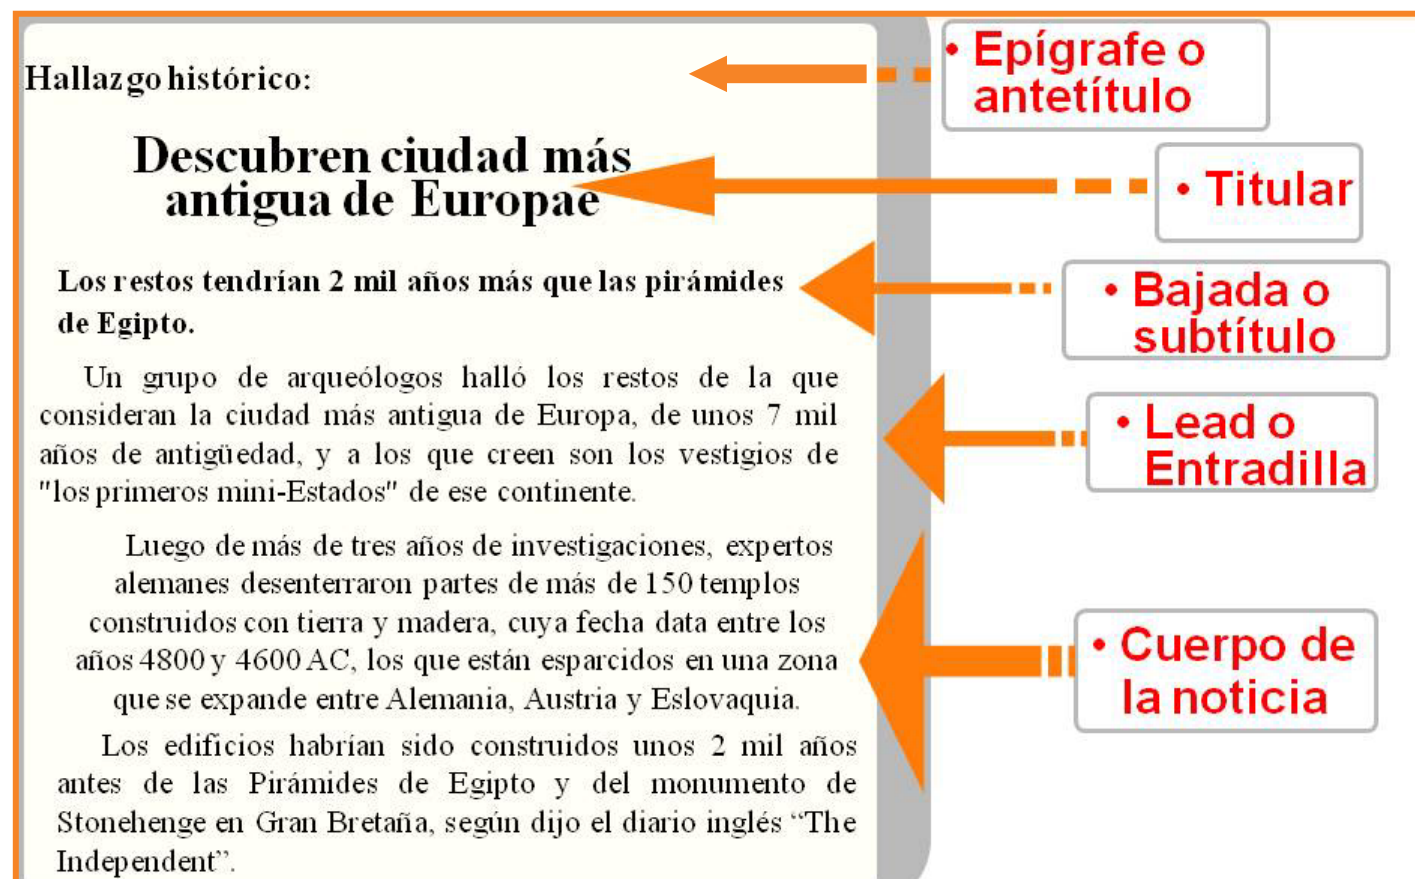 Hallazgo histórico:
Descubren ciudad más
antigua de Europae
Los restos tendrían 2 mil años más que las pirámides
de Egipto.
Un grupo de arqueólogos halló los restos de la que
consideran la ciudad más antigua de Europa, de unos 7 mil
años de antigüedad, y a los que creen son los vestigios de
"los primeros mini-Estados" de ese continente.
Luego de más de tres años de investigaciones, expertos
alemanes desenterraron partes de más de 150 templos
construidos con tierra y madera, cuya fecha data entre los
años 4800 y 4600 AC, los que están esparcidos en una zona
que se expande entre Alemania, Austria y Eslovaquia.
Los edificios habrían sido construidos unos 2 mil años
antes de las Pirámides de Egipto y del monumento de
Stonehenge en Gran Bretaña, según dijo el diario inglés “The
Independent”.
• Epígrafe o
antetítulo
• Titular
• Bajada o
subtítulo
• Lead o
Entradilla
• Cuerpo de
la noticia